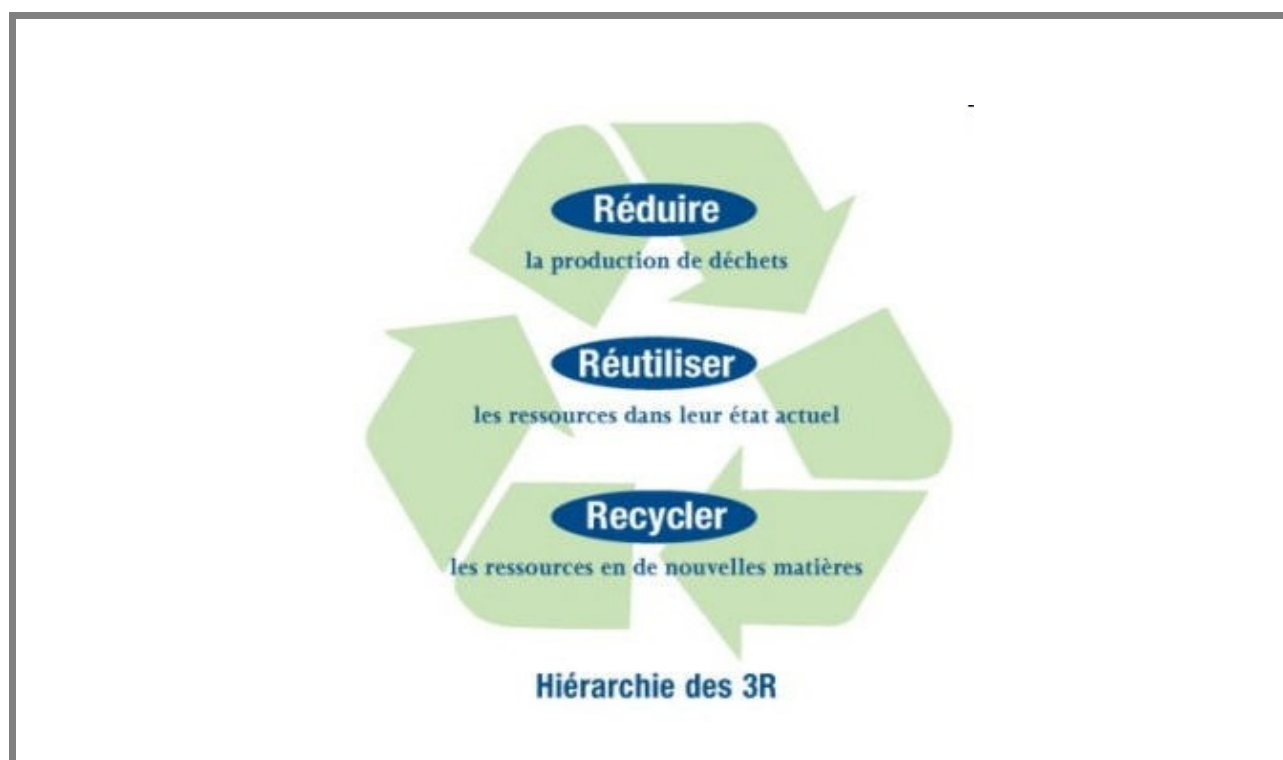 Réduire
la production de déchets
Réutiliser
les ressources dans leur état actuel
Recycler
les ressources en de nouvelles matières
Hiérarchie des 3R